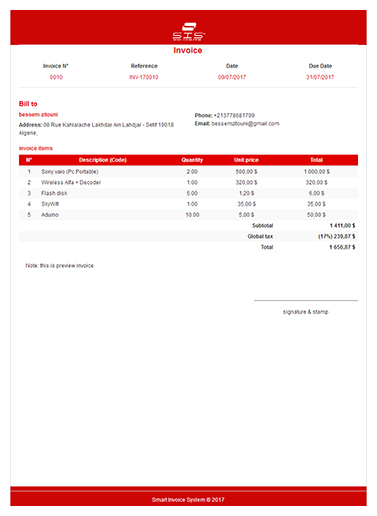 SIS
Invoice
Invoice N° Reference Date Due Date
0010 INV-170010 09/07/2017 31/07/2017
Bill to
bessem zitouni
Phone: +213778681799
Address: 08 Rue Kahlalache Lakhdar Ain Lahdjar - Setif 19018
Algerie,
Email: bessemzitouni@gmail.com
Invoice items
N° Description (Code) Quantity Unit price Total
1 Sony vaio (Pc Portable) 2.00 500,00 $ 1 000,00 $
2 Wireless Alfa + Decoder 1.00 320,00 $ 320,00 $
3 Flash disk 5.00 1,20 $ 6,00 $
4 SkyWifi 1.00 35,00 $ 35,00 $
5 Aduino 10.00 5,00 $ 50,00 $
Subtotal 1 411,00 $
Global tax (17%) 239,87 $
Total 1 650,87 $
Note: this is preview invoice
signature & stamp
Smart Invoice System © 2017